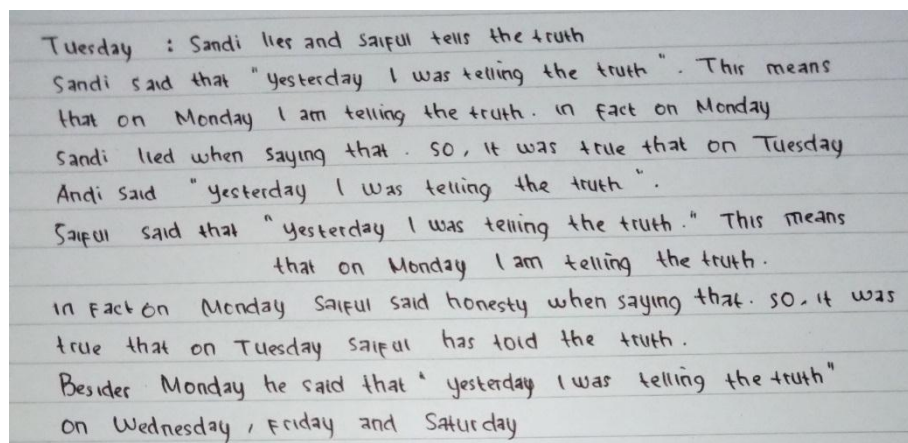 Tuesday : Sandi lies and saiful tells the truth
Sandi said that "yesterday I was telling the truth". This means
that on Monday I am telling the truth. in fact on Monday
Sandi lied when saying that. so, it was true that on Tuesday
Andi said "yesterday I was telling the truth".
Saiful said that "yesterday I was telling the truth." This means
that on Monday I am telling the truth.
in fact on Monday saiful said honesty when saying that. so, it was
true that on Tuesday saiful has told the truth.
Besides Monday he said that "yesterday I was telling the truth"
on Wednesday, Friday and Saturday